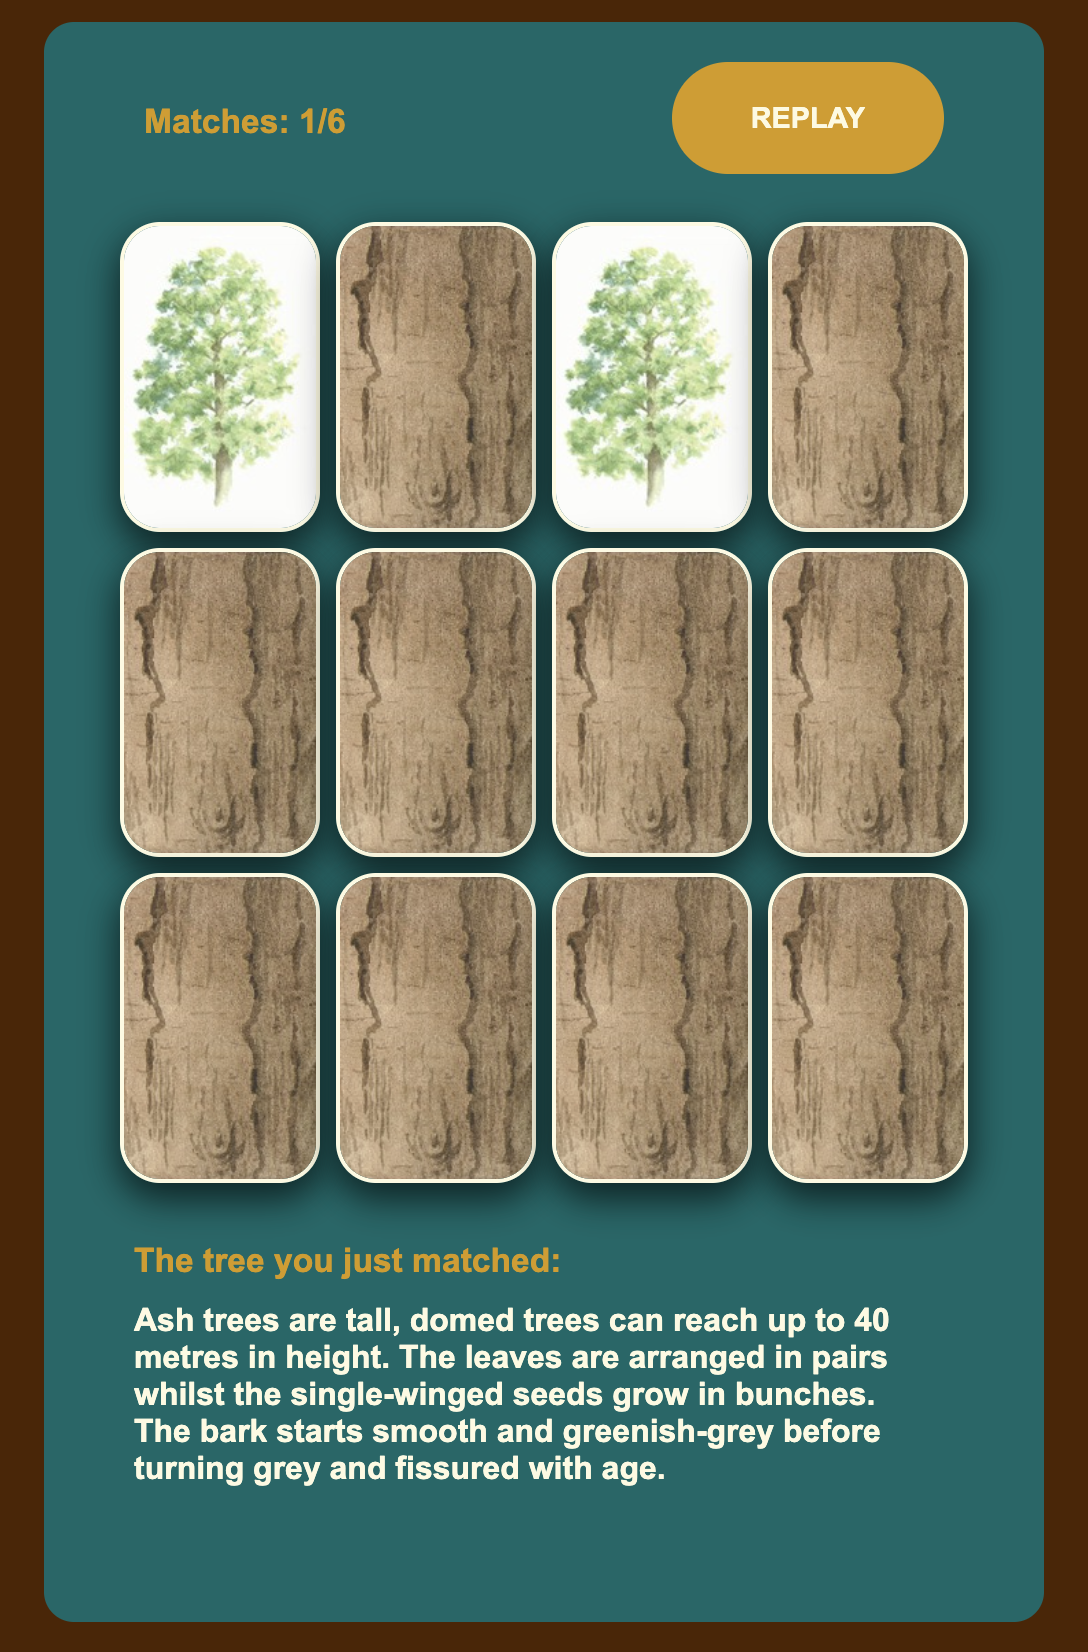 Matches: 1/6
REPLAY
The tree you just matched:
Ash trees are tall, domed trees can reach up to 40
metres in height. The leaves are arranged in pairs
whilst the single-winged seeds grow in bunches.
The bark starts smooth and greenish-grey before
turning grey and fissured with age.